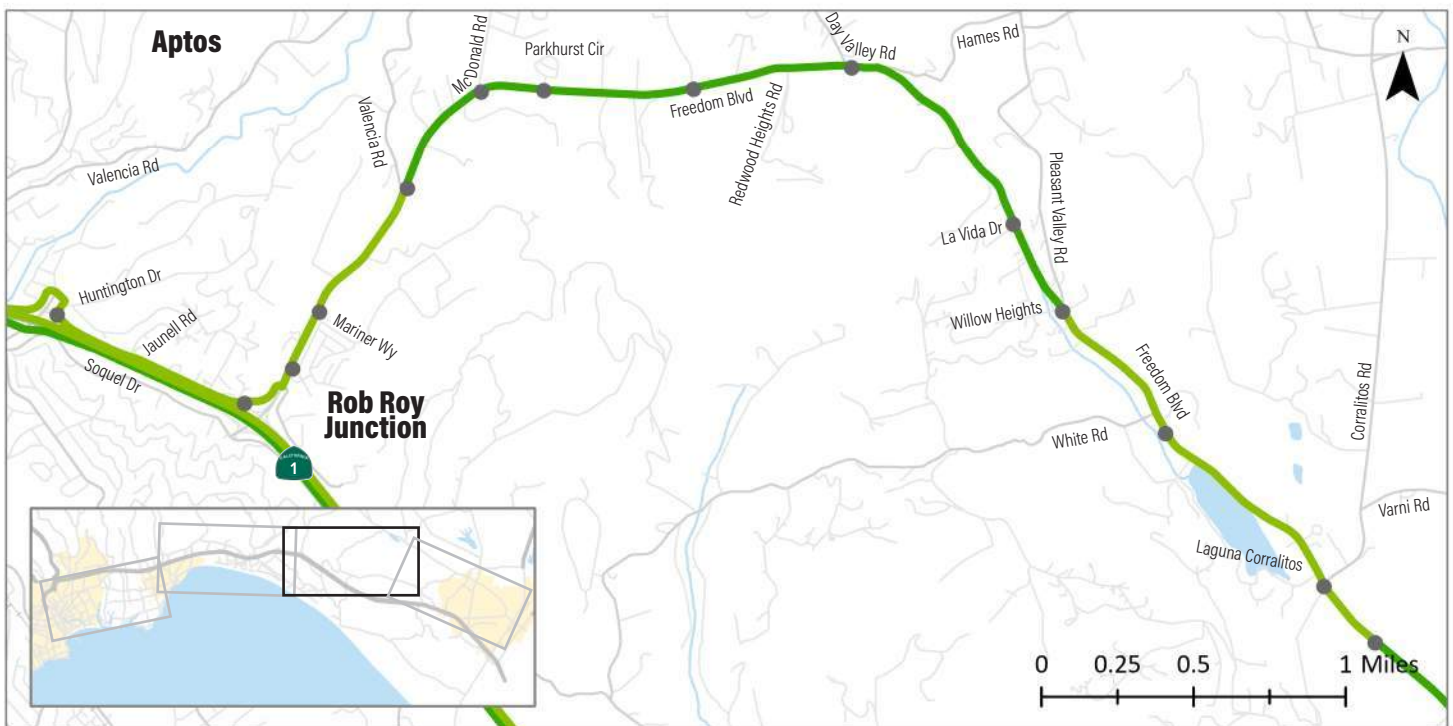 Aptos
McDonald Rd
Parkhurst Cir
Day Valley Rd
Hames Rd
N
Valencia Rd
Valencia Rd
Freedom Blvd
Redwood Heights Rd
Pleasant Valley Rd
La Vida Dr
Huntington Dr
Jaunell Rd
Soquel Dr
Mariner Wy
Willow Heights
Freedom Blvd
Corralitos Rd
Rob Roy
Junction
White Rd
CALIFORNIA
1
Varni Rd
Laguna Corralitos
0 0.25 0.5 1 Miles